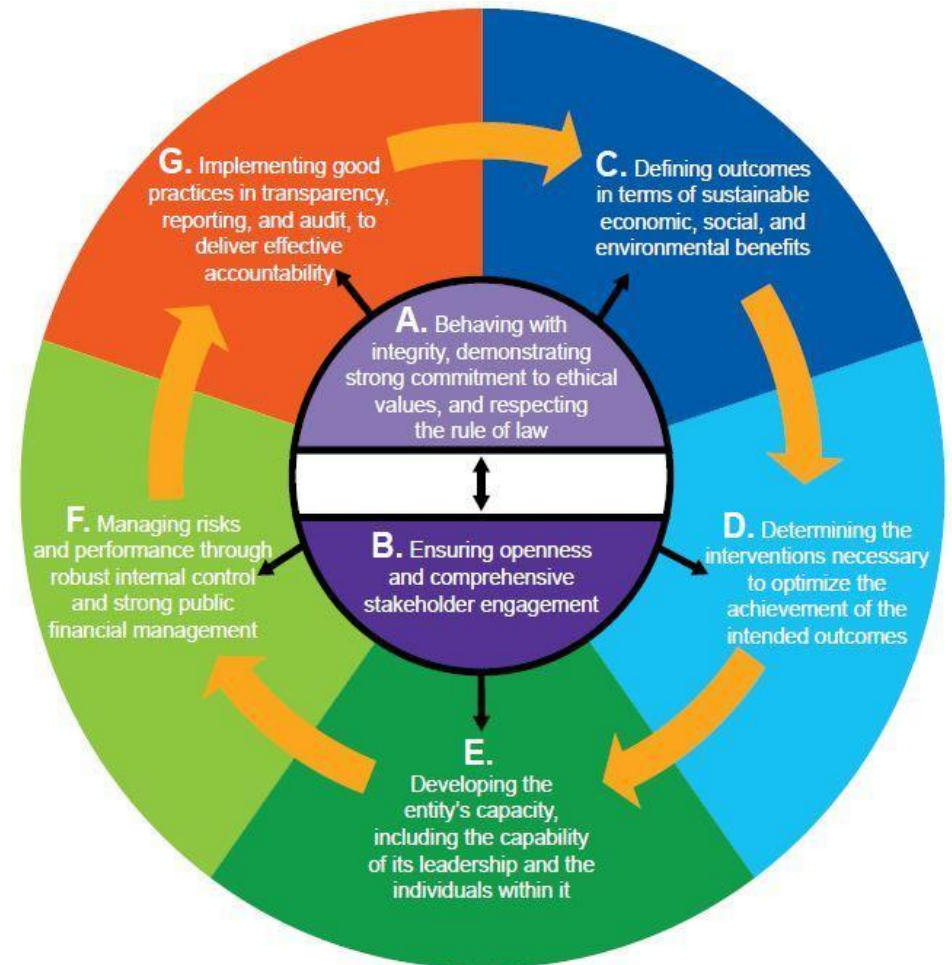 A. Behaving with
integrity, demonstrating
strong commitment to ethical
values, and respecting
the rule of law
B. Ensuring openness
and comprehensive
stakeholder engagement
C. Defining outcomes
in terms of sustainable
economic, social, and
environmental benefits
D. Determining the
interventions necessary
to optimize the
achievement of the
intended outcomes
E.
Developing the
entity's capacity,
including the capability
of its leadership and the
individuals within it
F. Managing risks
and performance through
robust internal control
and strong public
financial management
G. Implementing good
practices in transparency,
reporting, and audit, to
deliver effective
accountability